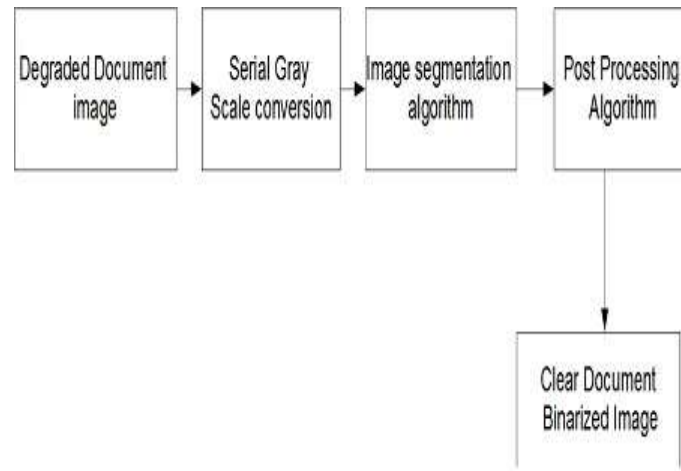 Degraded Document
image
Serial Gray
Scale conversion
Image segmentation
algorithm
Post Processing
Algorithm
Clear Document
Binarized Image